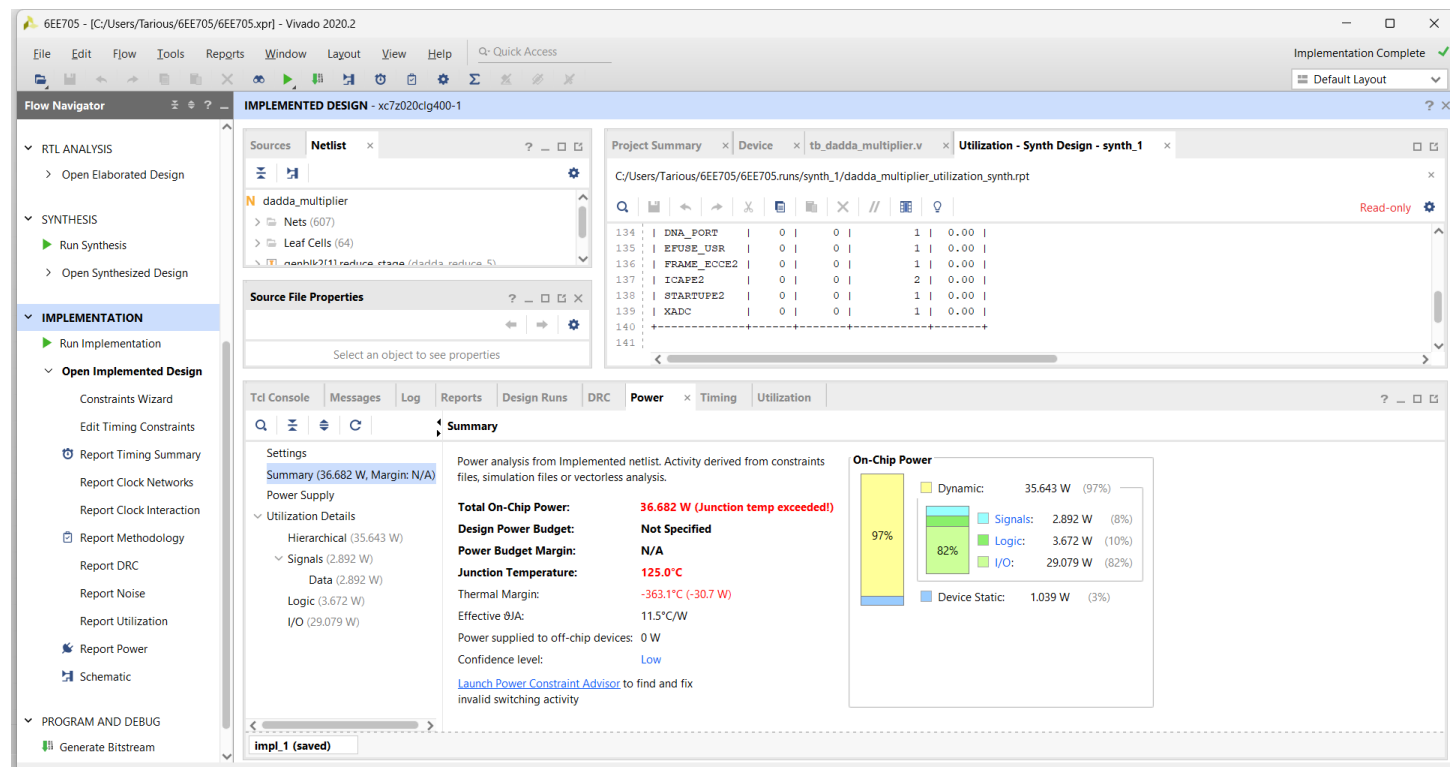 6EE705 - [C:/Users/Tarious/6EE705/6EE705.xpr] - Vivado 2020.2
File Edit Flow Tools Reports Window Layout View Help Quick Access
Implementation Complete
Default Layout
Flow Navigator
RTL ANALYSIS
Open Elaborated Design
SYNTHESIS
Run Synthesis
Open Synthesized Design
IMPLEMENTATION
Run Implementation
Open Implemented Design
Constraints Wizard
Edit Timing Constraints
Report Timing Summary
Report Clock Networks
Report Clock Interaction
Report Methodology
Report DRC
Report Noise
Report Utilization
Report Power
Schematic
PROGRAM AND DEBUG
Generate Bitstream
IMPLEMENTED DESIGN - xc7z020clg400-1
Sources Netlist
N dadda_multiplier
Nets (607)
Leaf Cells (64)
genblk2[1].reduce_stage (dadda_reduce_5)
Source File Properties
Select an object to see properties
Project Summary Device tb_dadda_multiplier.v Utilization - Synth Design - synth_1
C:/Users/Tarious/6EE705/6EE705.runs/synth_1/dadda_multiplier_utilization_synth.rpt
Read-only
134 | DNA_PORT | 0 | 0 | 1 | 0.00 |
135 | EFUSE_USR | 0 | 0 | 1 | 0.00 |
136 | FRAME_ECCE2 | 0 | 0 | 1 | 0.00 |
137 | ICAPE2 | 0 | 0 | 2 | 0.00 |
138 | STARTUPE2 | 0 | 0 | 1 | 0.00 |
139 | XADC | 0 | 0 | 1 | 0.00 |
140 +-------------+------+-------+-----------+-------+
141
Tcl Console Messages Log Reports Design Runs DRC Power Timing Utilization
Settings
Summary (36.682 W, Margin: N/A)
Power Supply
Utilization Details
Hierarchical (35.643 W)
Signals (2.892 W)
Data (2.892 W)
Logic (3.672 W)
I/O (29.079 W)
Summary
Power analysis from Implemented netlist. Activity derived from constraints
files, simulation files or vectorless analysis.
Total On-Chip Power: 36.682 W (Junction temp exceeded!)
Design Power Budget: Not Specified
Power Budget Margin: N/A
Junction Temperature: 125.0°C
Thermal Margin: -363.1°C (-30.7 W)
Effective ϑJA: 11.5°C/W
Power supplied to off-chip devices: 0 W
Confidence level: Low
Launch Power Constraint Advisor to find and fix
invalid switching activity
On-Chip Power
97%
82%
Dynamic: 35.643 W (97%)
Signals: 2.892 W (8%)
Logic: 3.672 W (10%)
I/O: 29.079 W (82%)
Device Static: 1.039 W (3%)
impl_1 (saved)